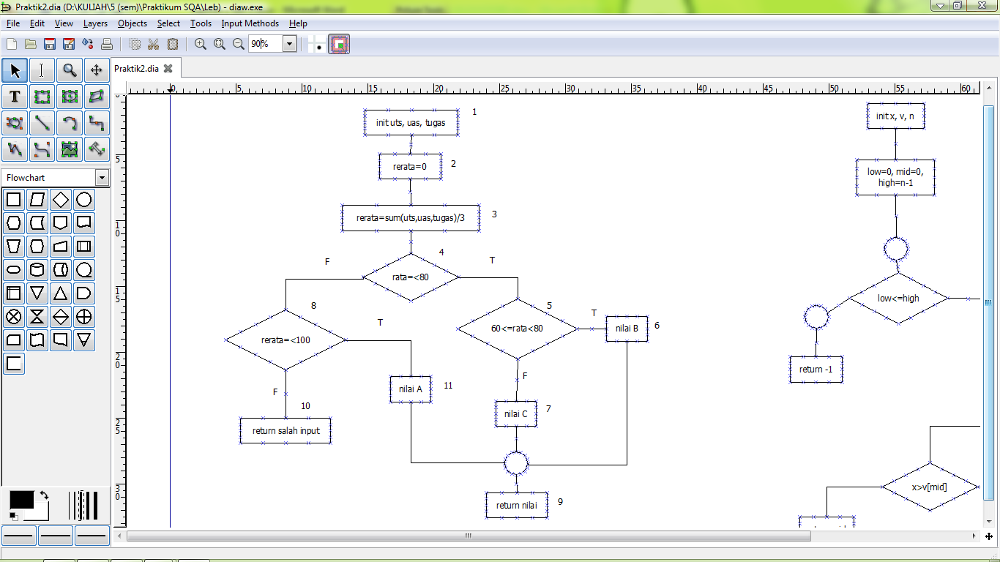 Praktik2.dia (D:\KULIAH\5 (sem)\Praktikum SQA\Leb) - diaw.exe
File Edit View Layers Objects Select Tools Input Methods Help
90%
Praktik2.dia
0 5 10 15 20 25 30 35 40 45 50 55 60
T
Flowchart
5
10
15
20
25
30
init uts, uas, tugas
1
rerata=0
2
rerata=sum(uts,uas,tugas)/3
3
4
F
T
rata=<80
8
5
T
rerata=<100
T
60<=rata<80
nilai B
6
F
nilai A
11
F
10
nilai C
7
return salah input
return nilai
9
init x, v, n
low=0, mid=0,
high=n-1
low<=high
return -1
x>v[mid]